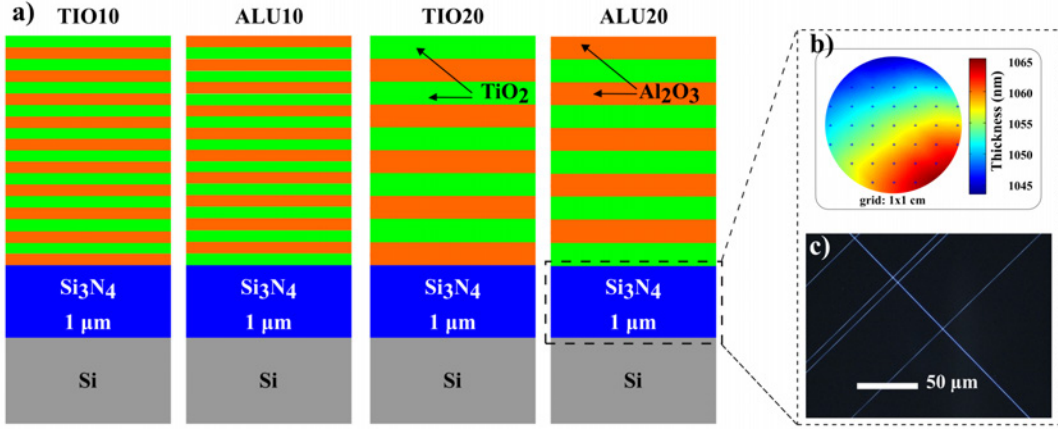 a)
TIO10
ALU10
TIO20
ALU20
TiO2
Al2O3
Si3N4
1 µm
Si
Si3N4
1 µm
Si
Si3N4
1 µm
Si
Si3N4
1 µm
Si
b)
1065
1060
1055
1050
1045
Thickness (nm)
grid: 1x1 cm
c)
50 µm